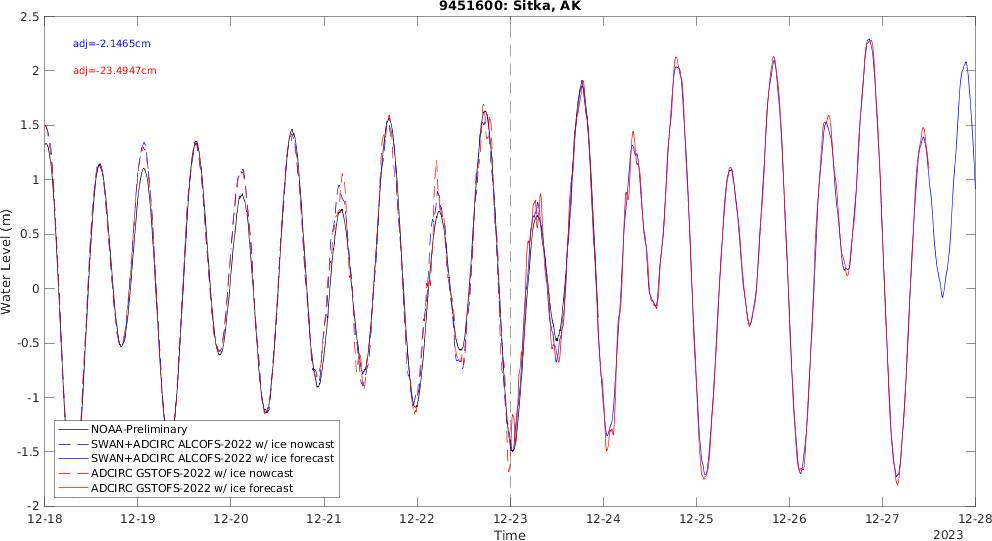 9451600: Sitka, AK
adj=-2.1465cm
adj=-23.4947cm
Water Level (m)
2.5
2
1.5
1
0.5
0
-0.5
-1
-1.5
-2
NOAA-Preliminary
SWAN+ADCIRC ALCOFS-2022 w/ ice nowcast
SWAN+ADCIRC ALCOFS-2022 w/ ice forecast
ADCIRC GSTOFS-2022 w/ ice nowcast
ADCIRC GSTOFS-2022 w/ ice forecast
12-18 12-19 12-20 12-21 12-22 12-23 12-24 12-25 12-26 12-27 12-28
Time
2023